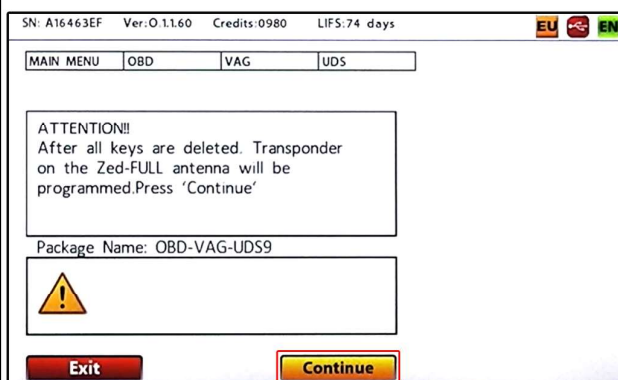 SN: A16463EF Ver:O.1.1.60 Credits:0980 LIFS:74 days EU EN
MAIN MENU OBD VAG UDS
ATTENTION!!
After all keys are deleted. Transponder
on the Zed-FULL antenna will be
programmed.Press ‘Continue’
Package Name: OBD-VAG-UDS9
Exit Continue